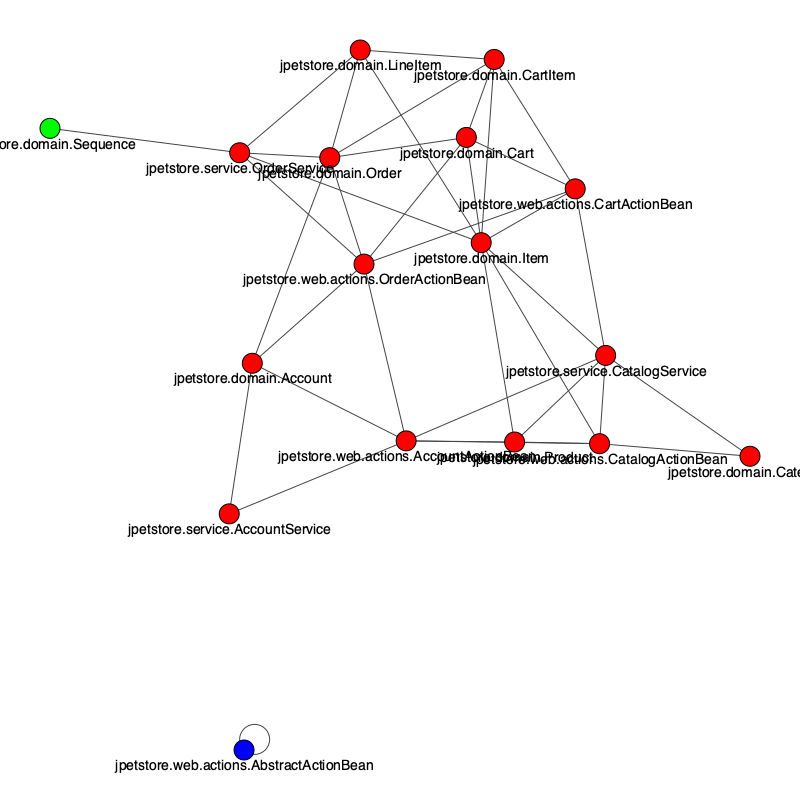 jpetstore.domain.LineItem
jpetstore.domain.CartItem
ore.domain.Sequence
jpetstore.domain.Cart
jpetstore.service.OrderService
jpetstore.domain.Order
jpetstore.web.actions.CartActionBean
jpetstore.domain.Item
jpetstore.web.actions.OrderActionBean
jpetstore.service.CatalogService
jpetstore.domain.Account
jpetstore.web.actions.AccountActionBean
jpetstore.domain.Product
jpetstore.web.actions.CatalogActionBean
jpetstore.domain.Cate
jpetstore.service.AccountService
jpetstore.web.actions.AbstractActionBean